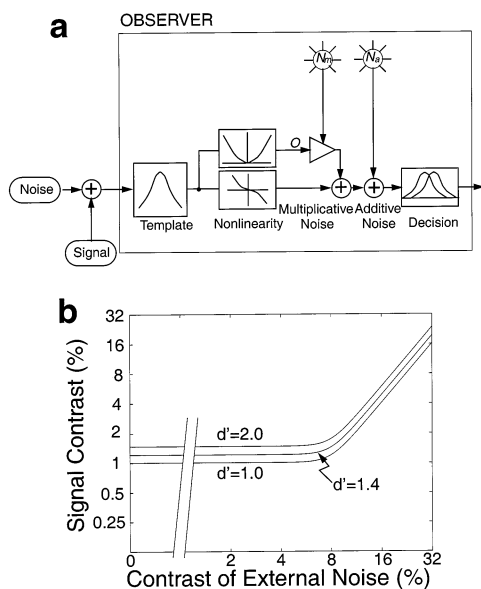 a
OBSERVER
Nm
Na
O
Noise
+
+
+
Template
Nonlinearity
Multiplicative
Noise
Additive
Noise
Decision
Signal
b
Signal Contrast (%)
32
16
8
4
2
1
0.5
0.25
d'=2.0
d'=1.0
d'=1.4
0
2
4
8
16
32
Contrast of External Noise (%)